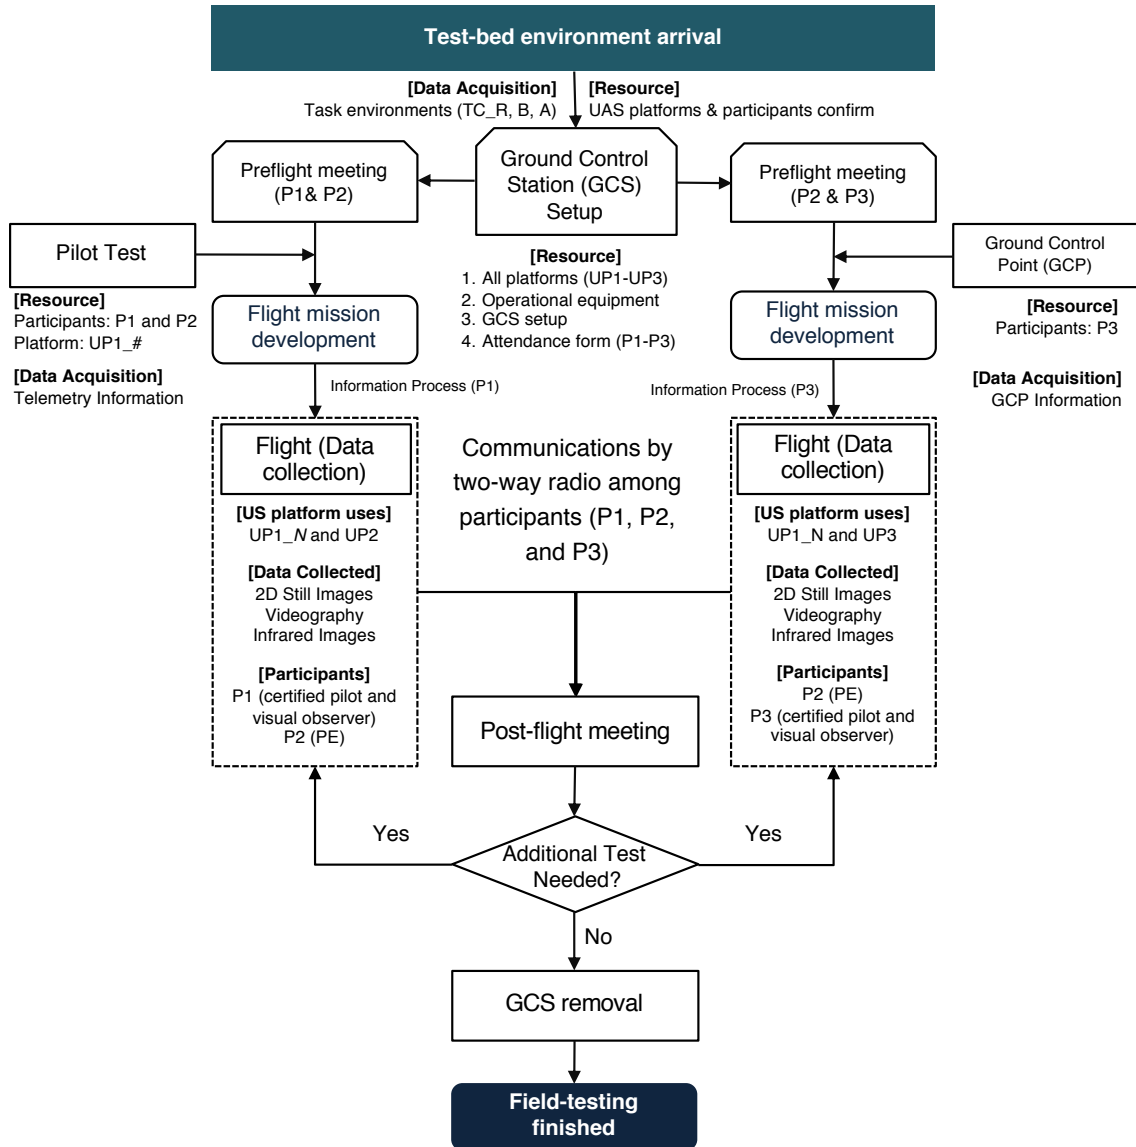 Test-bed environment arrival
[Data Acquisition]
Task environments (TC_R, B, A)
[Resource]
UAS platforms & participants confirm
Preflight meeting
(P1& P2)
Ground Control
Station (GCS)
Setup
Preflight meeting
(P2 & P3)
Pilot Test
[Resource]
Participants: P1 and P2
Platform: UP1_#
[Data Acquisition]
Telemetry Information
[Resource]
1. All platforms (UP1-UP3)
2. Operational equipment
3. GCS setup
4. Attendance form (P1-P3)
Ground Control
Point (GCP)
[Resource]
Participants: P3
[Data Acquisition]
GCP Information
Flight mission
development
Flight mission
development
Information Process (P1)
Information Process (P3)
Flight (Data
collection)
[US platform uses]
UP1_N and UP2
[Data Collected]
2D Still Images
Videography
Infrared Images
[Participants]
P1 (certified pilot and
visual observer)
P2 (PE)
Communications by
two-way radio among
participants (P1, P2,
and P3)
Flight (Data
collection)
[US platform uses]
UP1_N and UP3
[Data Collected]
2D Still Images
Videography
Infrared Images
[Participants]
P2 (PE)
P3 (certified pilot and
visual observer)
Post-flight meeting
Yes
Additional Test
Needed?
Yes
No
GCS removal
Field-testing
finished